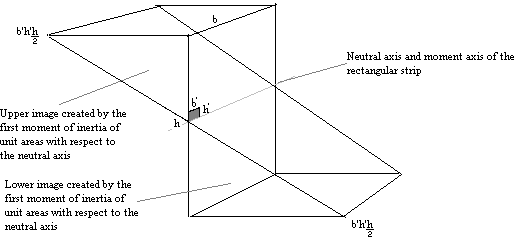 b
b'h'h
2
Neutral axis and moment axis of the
rectangular strip
b'
h'
h
Upper image created by the
first moment of inertia of
unit areas with respect to
the neutral axis
Lower image created by the
first moment of inertia of
unit areas with respect to the
neutral axis
b'h'h
2